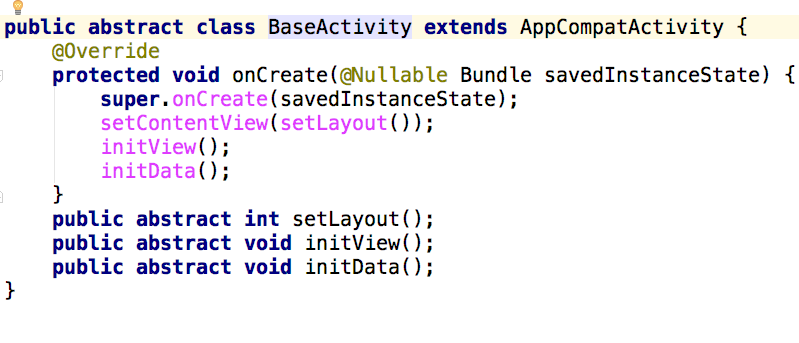 public abstract class BaseActivity extends AppCompatActivity {
@Override
protected void onCreate(@Nullable Bundle savedInstanceState) {
super.onCreate(savedInstanceState);
setContentView(setLayout());
initView();
initData();
}
public abstract int setLayout();
public abstract void initView();
public abstract void initData();
}